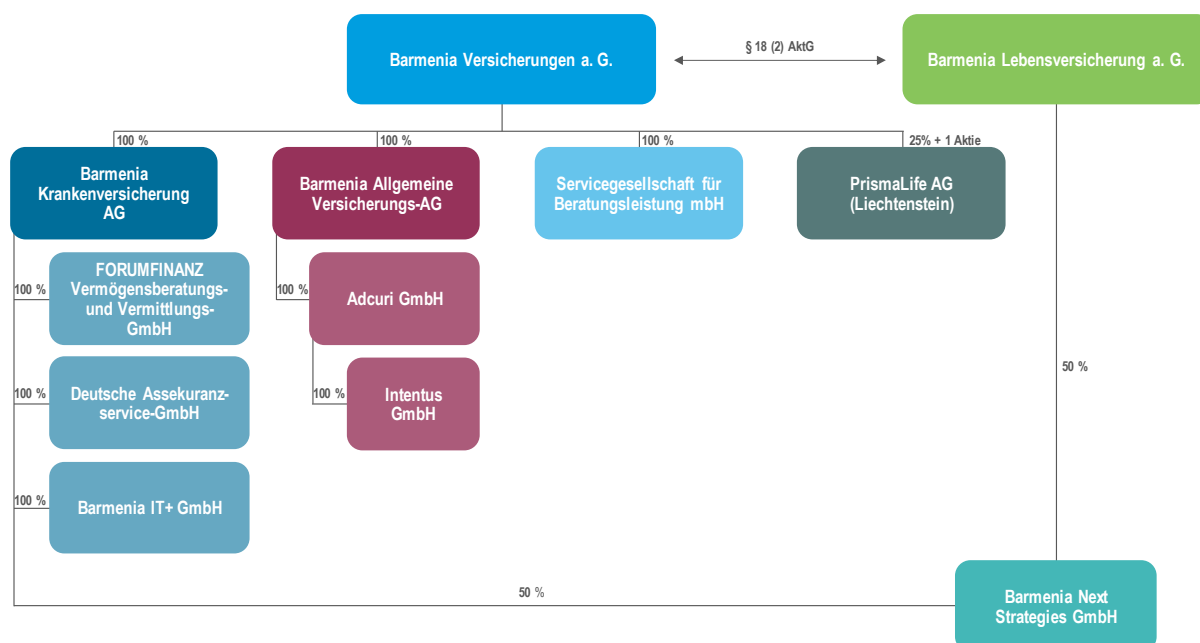 Barmenia Versicherungen a. G.
§ 18 (2) AktG
Barmenia Lebensversicherung a. G.
100 %
100 %
100 %
25% + 1 Aktie
Barmenia
Krankenversicherung
AG
Barmenia Allgemeine
Versicherungs-AG
Servicegesellschaft für
Beratungsleistung mbH
PrismaLife AG
(Liechtenstein)
100 %
FORUMFINANZ
Vermögensberatungs-
und Vermittlungs-
GmbH
100 %
Adcuri GmbH
100 %
Deutsche Assekuranz-
service-GmbH
100 %
Intentus
GmbH
50 %
100 %
Barmenia IT+ GmbH
50 %
Barmenia Next
Strategies GmbH